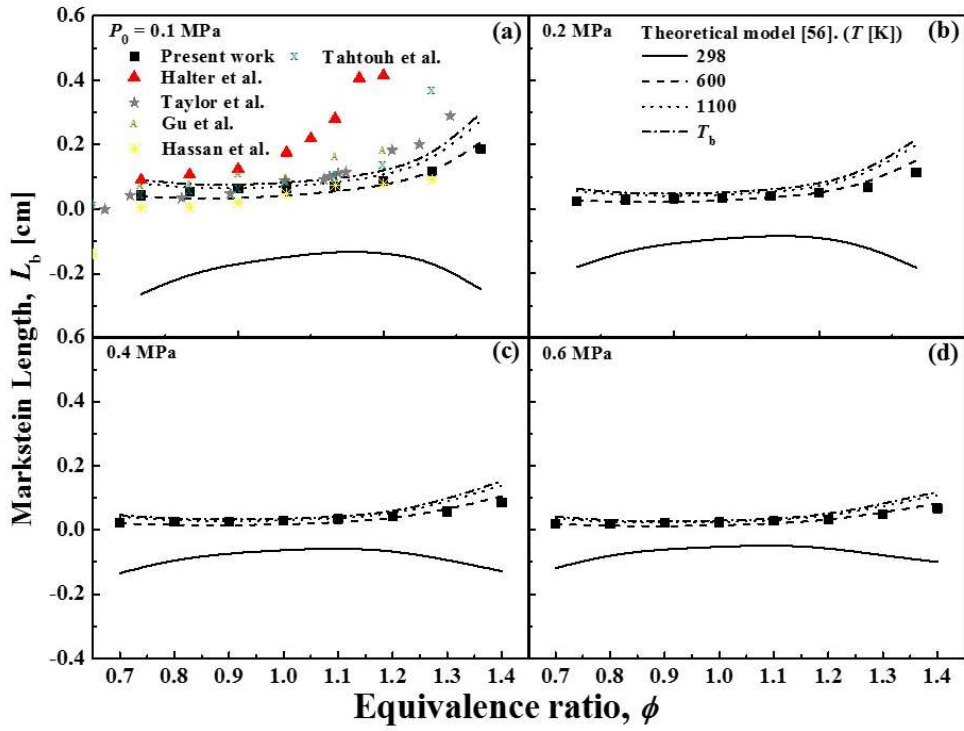 0.6
0.4
0.2
0.0
-0.2
0.6
0.4
0.2
0.0
-0.2
-0.4
Markstein Length, L_b [cm]
P_0 = 0.1 MPa
(a)
Present work
Tahtouh et al.
Halter et al.
Taylor et al.
Gu et al.
Hassan et al.
0.2 MPa
(b)
Theoretical model [56]. (T [K])
298
600
1100
T_b
0.4 MPa
(c)
0.6 MPa
(d)
0.7 0.8 0.9 1.0 1.1 1.2 1.3 1.4
0.7 0.8 0.9 1.0 1.1 1.2 1.3 1.4
Equivalence ratio, ϕ